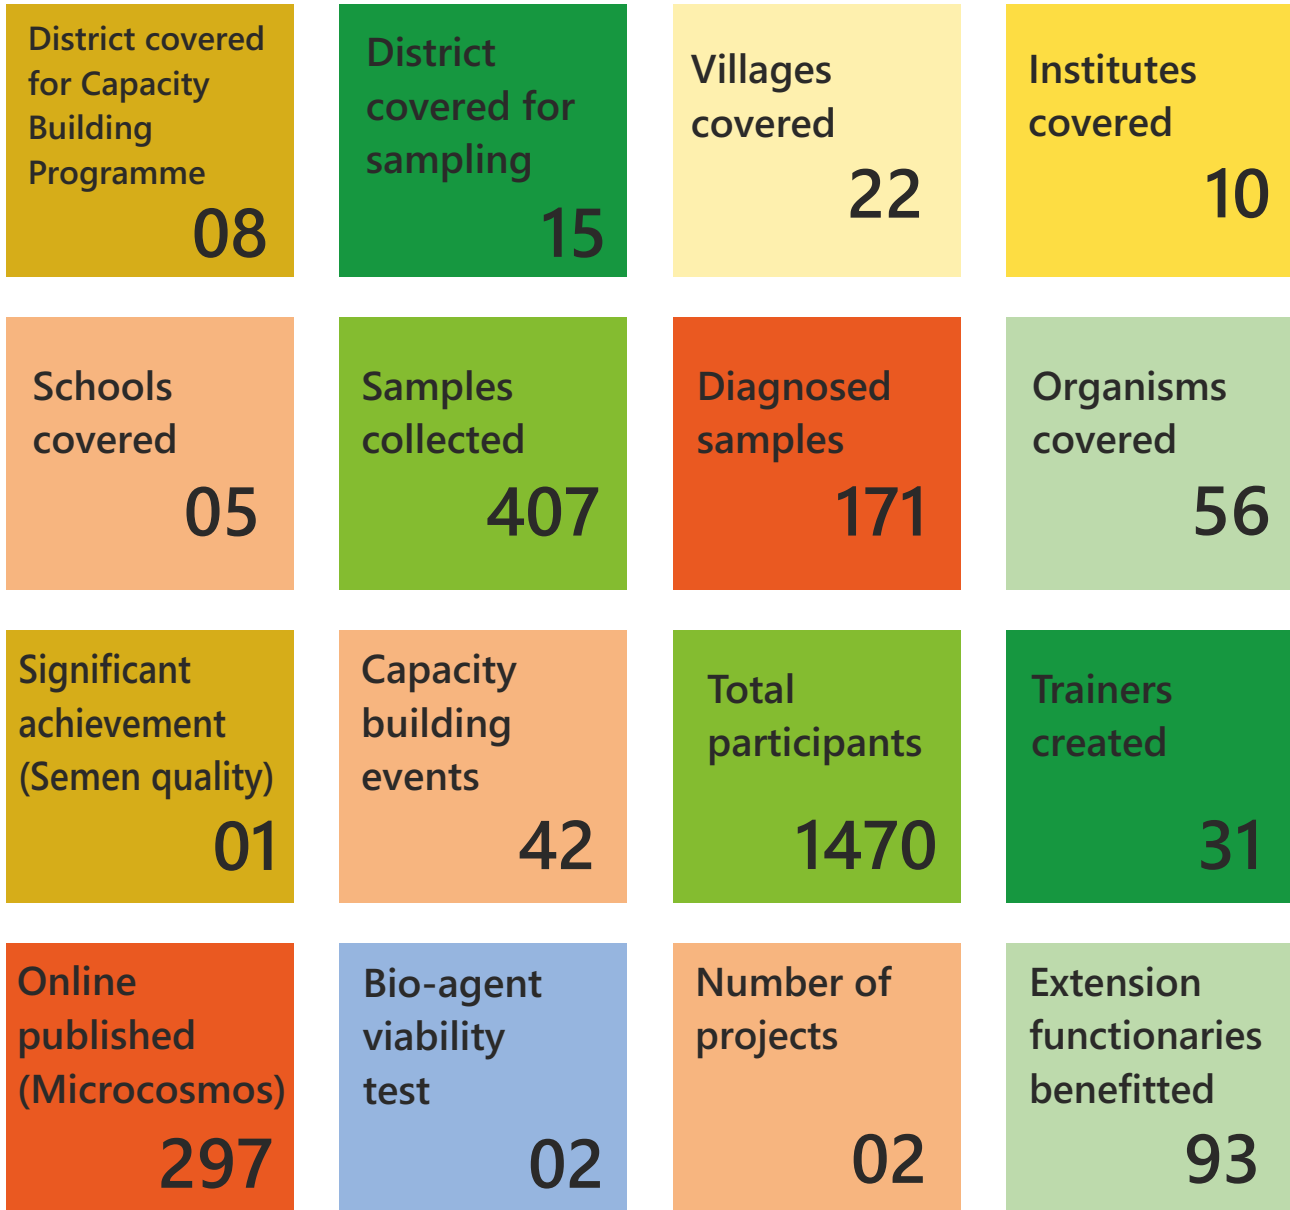 District covered
for Capacity
Building
Programme
08
District
covered for
sampling
15
Villages
covered
22
Institutes
covered
10
Schools
covered
05
Samples
collected
407
Diagnosed
samples
171
Organisms
covered
56
Significant
achievement
(Semen quality)
01
Capacity
building
events
42
Total
participants
1470
Trainers
created
31
Online
published
(Microcosmos)
297
Bio-agent
viability
test
02
Number of
projects
02
Extension
functionaries
benefitted
93